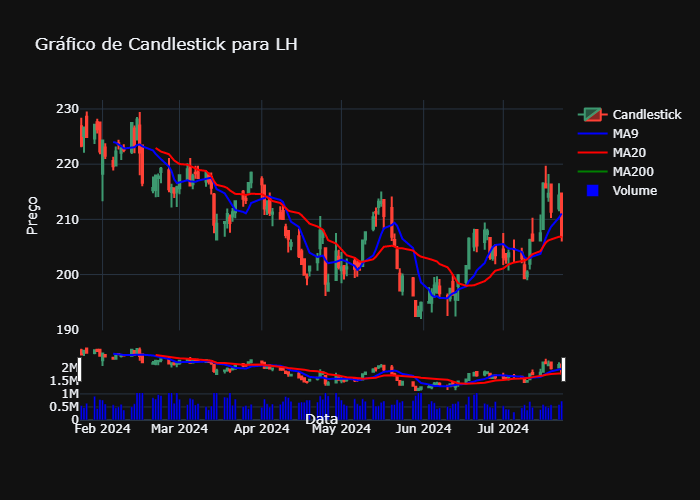 Gráfico de Candlestick para LH
230
220
210
200
190
Preço
Candlestick
MA9
MA20
MA200
Volume
2M
1.5M
1M
0.5M
0
Data
Feb 2024
Mar 2024
Apr 2024
May 2024
Jun 2024
Jul 2024